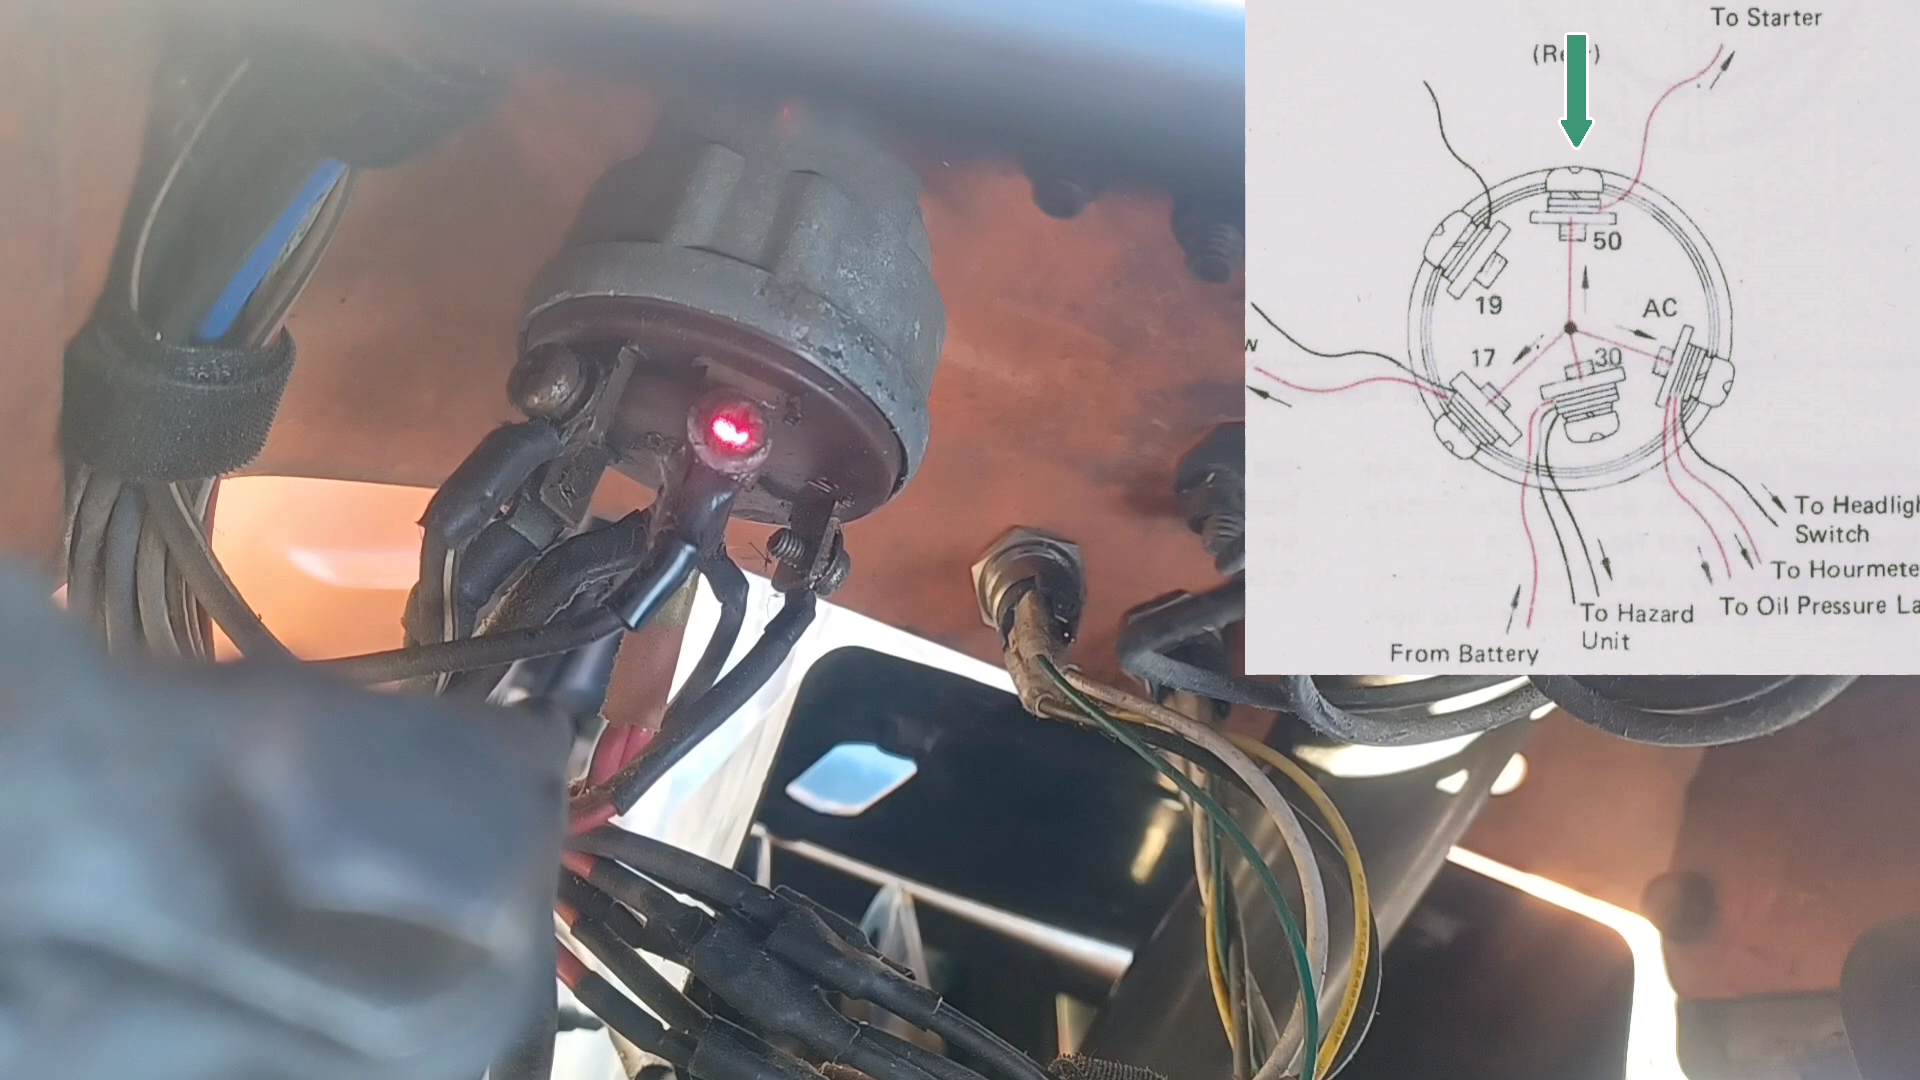 To Starter
50
19
AC
17
30
To Headligh
Switch
To Hourmete
To Oil Pressure La
To Hazard
Unit
From Battery